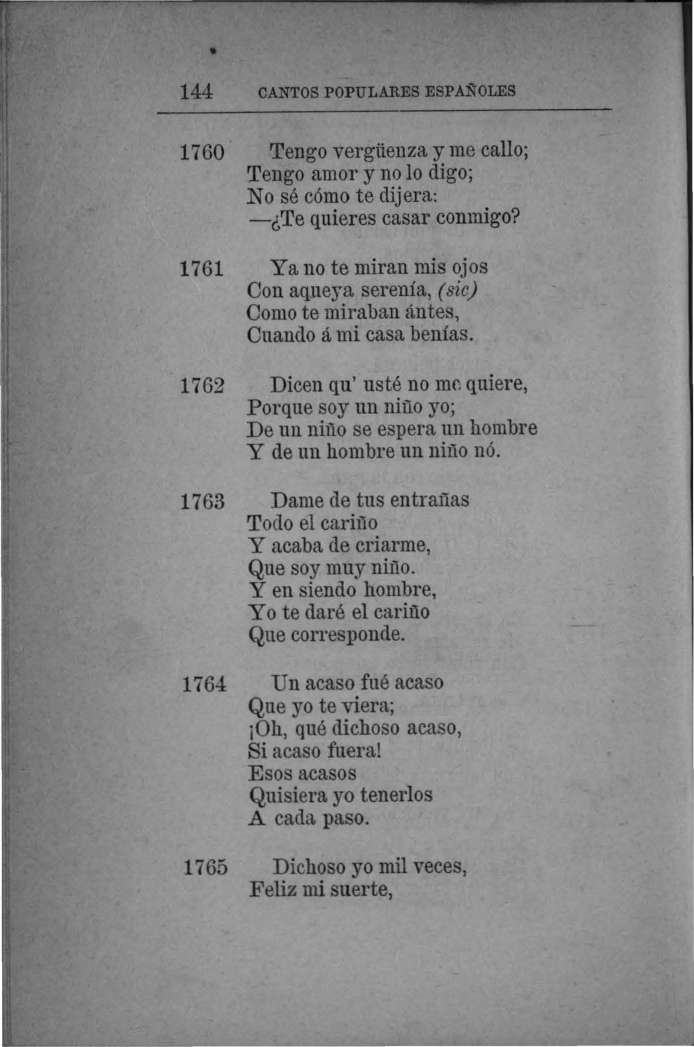 144 CANTOS POPULARES ESPAÑOLES
1760 Tengo vergüenza y me callo;
Tengo amor y no lo digo;
No sé cómo te dijera:
—¿Te quieres casar conmigo?
1761 Ya no te miran mis ojos
Con aqueya serenía, (sic)
Como te miraban ántes,
Cuando á mi casa benías.
1762 Dicen qu' usté no me quiere,
Porque soy un niño yo;
De un niño se espera un hombre
Y de un hombre un niño nó.
1763 Dame de tus entrañas
Todo el cariño
Y acaba de criarme,
Que soy muy niño.
Y en siendo hombre,
Yo te daré el cariño
Que corresponde.
1764 Un acaso fué acaso
Que yo te viera;
¡Oh, qué dichoso acaso,
Si acaso fuera!
Esos acasos
Quisiera yo tenerlos
A cada paso.
1765 Dichoso yo mil veces,
Feliz mi suerte,